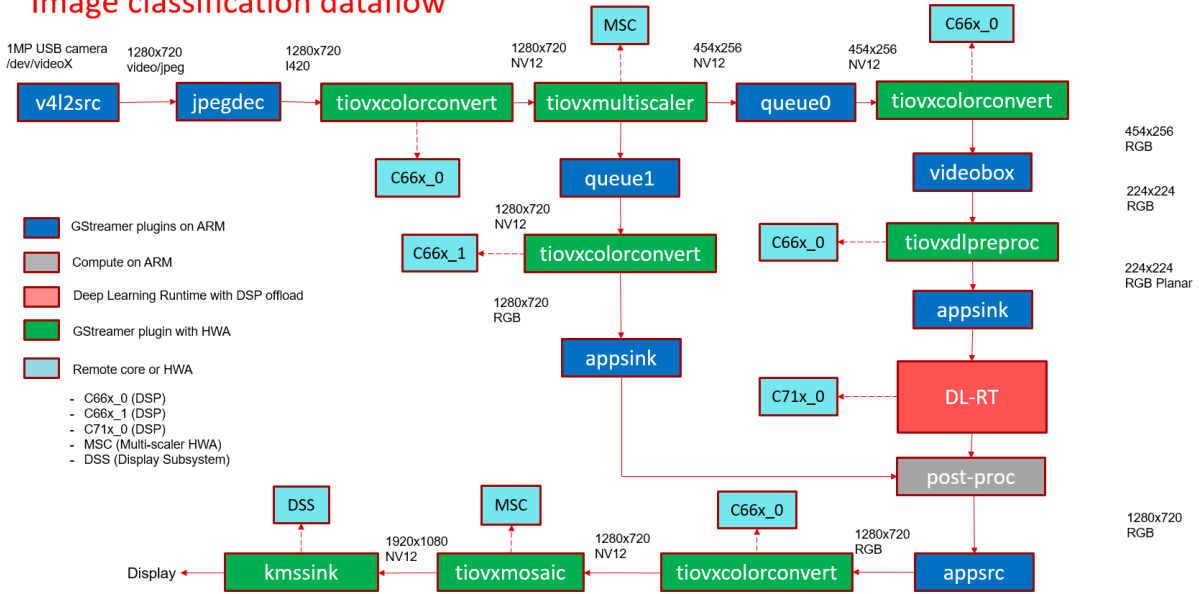 Image classification dataflow
MSC
C66x_0
1MP USB camera
/dev/videoX
1280x720
video/jpeg
1280x720
I420
1280x720
NV12
454x256
NV12
454x256
NV12
v4l2src
jpegdec
tiovxcolorconvert
tiovxmultiscaler
queue0
tiovxcolorconvert
454x256
RGB
C66x_0
queue1
videobox
224x224
RGB
1280x720
NV12
GStreamer plugins on ARM
C66x_1
tiovxcolorconvert
C66x_0
tiovxdlpreproc
Compute on ARM
224x224
RGB Planar
Deep Learning Runtime with DSP offload
1280x720
RGB
appsink
GStreamer plugin with HWA
appsink
Remote core or HWA
C71x_0
DL-RT
- C66x_0 (DSP)
- C66x_1 (DSP)
- C71x_0 (DSP)
- MSC (Multi-scaler HWA)
- DSS (Display Subsystem)
post-proc
DSS
MSC
C66x_0
1280x720
RGB
1920x1080
NV12
1280x720
NV12
1280x720
RGB
Display
kmssink
tiovxmosaic
tiovxcolorconvert
appsrc